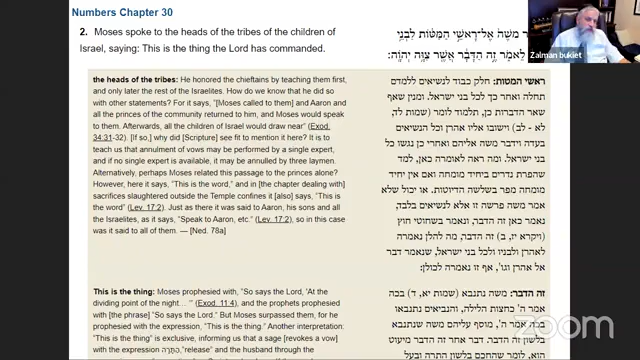 Numbers Chapter 30
2. Moses spoke to the heads of the tribes of the children of
Israel, saying: This is the thing the Lord has commanded.
the heads of the tribes: He honored the chieftains by teaching them first,
and only later the rest of the Israelites. How do we know that he did so
with other statements? For it says, "[Moses called to them] and Aaron and
all the princes of the community returned to him, and Moses would speak
to them. Afterwards, all the children of Israel would draw near" (Exod.
34:31-32). [If so,] why did [Scripture] see fit to mention it here? It is to
teach us that annulment of vows may be performed by a single expert,
and if no single expert is available, it may be annulled by three laymen.
Alternatively, perhaps Moses related this passage to the princes alone?
However, here it says, "This is the word," and in [the chapter dealing with]
sacrifices slaughtered outside the Temple confines it [also] says, "This is
the word" (Lev. 17:2). Just as there it was said to Aaron, his sons and all
the Israelites, as it says, "Speak to Aaron, etc." (Lev. 17:2), so in this case
was it said to all of them. — [Ned. 78a]
This is the thing: Moses prophesied with, "So says the Lord, 'At the
dividing point of the night.…'" (Exod. 11:4), and the prophets prophesied
with [the phrase] "So says the Lord." But Moses surpassed them, for he
prophesied with the expression, "This is the thing." Another interpretation:
"This is the thing" is exclusive, informing us that a sage [revokes a vow]
with the expression הַתָּרָה, "release" and the husband through the
משֶׁה אֶל־רָאשֵׁי הַמַּטּוֹת לִבְנֵי
לֵאמֹר זֶה הַדָּבָר אֲשֶׁר צִוָּה יְהֹוָה:
ראשי המטות: חלק כבוד לנשיאים ללמדם
תחלה ואחר כך לכל בני ישראל. ומנין שאף
שאר הדברות כן, תלמוד לומר (שמות לד,
לא - לב) וישובו אליו אהרן וכל הנשיאים
בעדה וידבר משה אליהם ואחרי כן נגשו כל
בני ישראל. ומה ראה לאומרה כאן, למד
שהפרת נדרים ביחיד מומחה ואם אין יחיד
מומחה מפר בשלשה הדיוטות. או יכול שלא
אמר משה פרשה זו אלא לנשיאים בלבד,
נאמר כאן זה הדבר, ונאמר בשחוטי חוץ
(ויקרא יז, ב) זה הדבר, מה להלן נאמרה
לאהרן ולבניו ולכל בני ישראל, שנאמר דבר
אל אהרן וגו', אף זו נאמרה לכולן:
זה הדבר: משה נתנבא (שמות יא, ד) בכה
אמר ה' כחצות הלילה, והנביאים נתנבאו
בכה אמר ה', מוסף עליהם משה שנתנבא
בלשון זה הדבר. דבר אחר זה הדבר מיעוט
הוא, לומר שהחכם בלשון התרה ובעל
Zalman bukiet
zoom